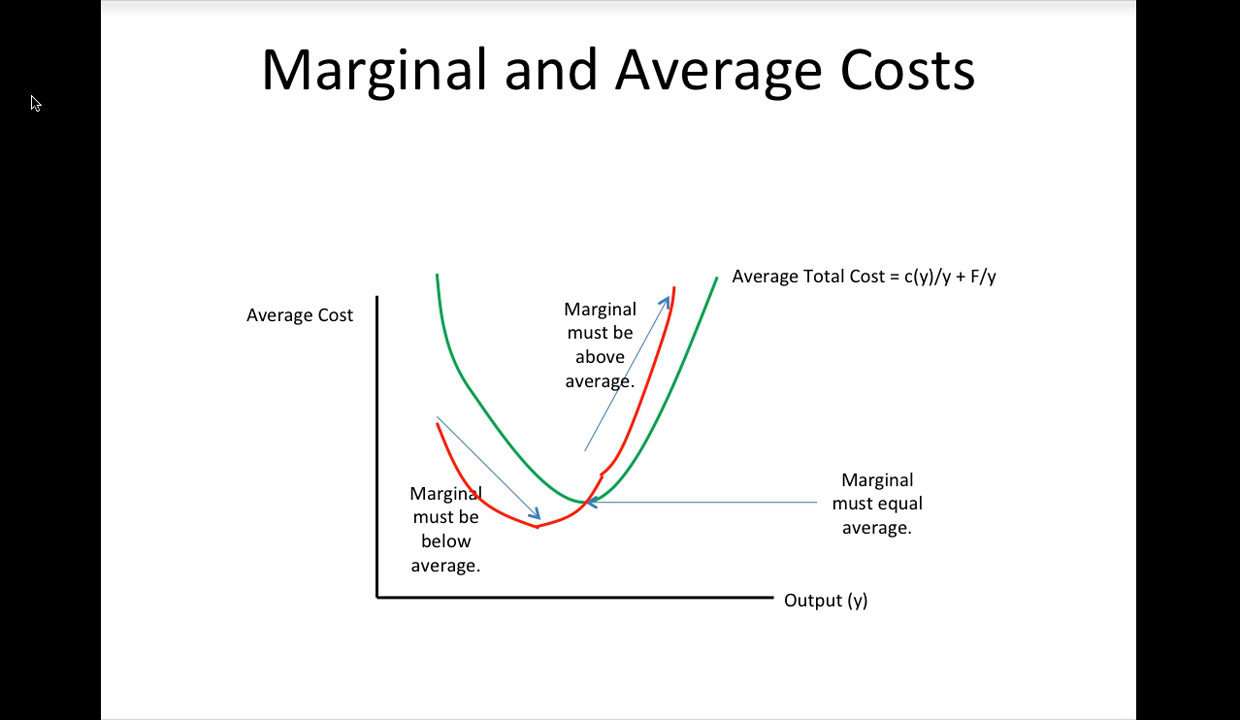 Marginal and Average Costs
Average Total Cost = c(y)/y + F/y
Average Cost
Marginal
must be
above
average.
Marginal
must be
below
average.
Marginal
must equal
average.
Output (y)